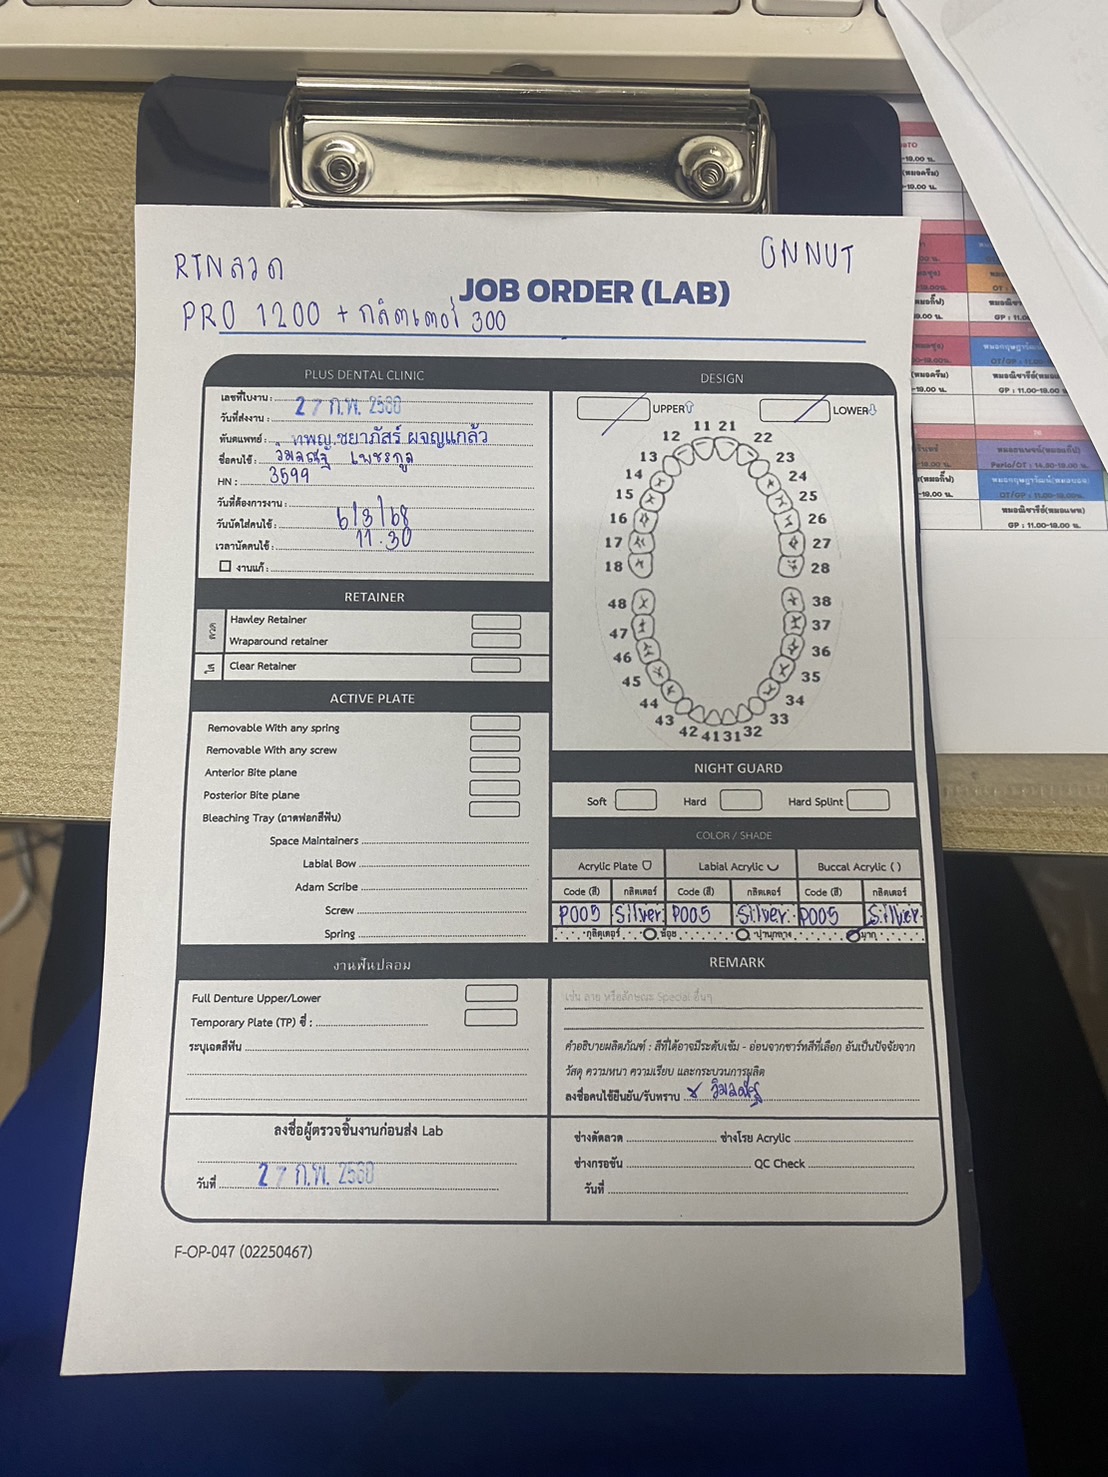 RTNลวด
ONNUT
JOB ORDER (LAB)
PRO 1200 + กลิตเตอร์ 300
PLUS DENTAL CLINIC
เลขที่ใบงาน :
วันที่ส่งงาน : 27 ก.พ. 2568
ทันตแพทย์ : ทพญ.ชยาภัสร์ ผจญแกล้ว
ชื่อคนไข้ : วิมลณัฐ เพชรกูล
HN : 3599
วันที่ต้องการงาน :
วันนัดใส่คนไข้ : 6/3/68
เวลานัดคนไข้ : 11.30
งานแก้ :
RETAINER
ลวด
Hawley Retainer
Wraparound retainer
ใส
Clear Retainer
ACTIVE PLATE
Removable With any spring
Removable With any screw
Anterior Bite plane
Posterior Bite plane
Bleaching Tray (ถาดฟอกสีฟัน)
Space Maintainers
Labial Bow
Adam Scribe
Screw
Spring
งานฟันปลอม
Full Denture Upper/Lower
Temporary Plate (TP) ซี่ :
ระบุเฉดสีฟัน
ลงชื่อผู้ตรวจชิ้นงานก่อนส่ง Lab
วันที่ 27 ก.พ. 2568
DESIGN
UPPER
LOWER
11 21
12 22
13 23
14 24
15 25
16 26
17 27
18 28
48 38
47 37
46 36
45 35
44 34
43 33
42 41 31 32
NIGHT GUARD
Soft Hard Hard Splint
COLOR / SHADE
Acrylic Plate Labial Acrylic Buccal Acrylic ( )
Code (สี) กลิตเตอร์ Code (สี) กลิตเตอร์ Code (สี) กลิตเตอร์
P005 Silver P005 Silver P005 Silver
กลิตเตอร์ น้อย ปานกลาง มาก
REMARK
เช่น ลาย หรือลักษณะ Special อื่นๆ
คำอธิบายผลิตภัณฑ์ : สีที่ได้อาจมีระดับเข้ม - อ่อนจากชาร์ทสีที่เลือก อันเป็นปัจจัยจาก
วัสดุ ความหนา ความเรียบ และกระบวนการผลิต
ลงชื่อคนไข้ยืนยัน/รับทราบ x วิมลณัฐ
ช่างดัดลวด ช่างโรย Acrylic
ช่างกรอขัน QC Check
วันที่
F-OP-047 (02250467)